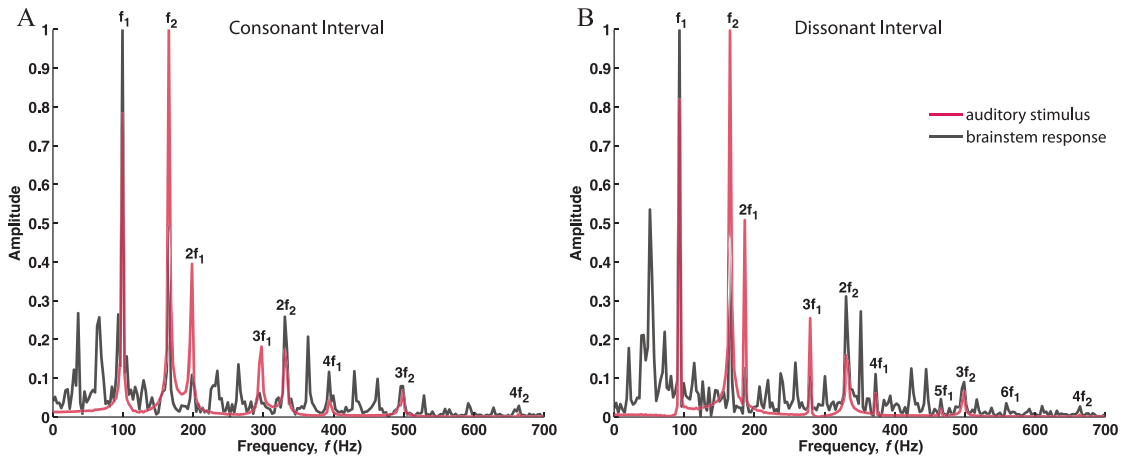 A
Consonant Interval
f₁
f₂
2f₁
3f₁
2f₂
4f₁
3f₂
4f₂
1
0.9
0.8
0.7
0.6
0.5
0.4
0.3
0.2
0.1
0
Amplitude
0 100 200 300 400 500 600 700
Frequency, f (Hz)
B
Dissonant Interval
auditory stimulus
brainstem response
f₁
f₂
2f₁
3f₁
2f₂
4f₁
5f₁
3f₂
6f₁
4f₂
1
0.9
0.8
0.7
0.6
0.5
0.4
0.3
0.2
0.1
0
Amplitude
0 100 200 300 400 500 600 700
Frequency, f (Hz)